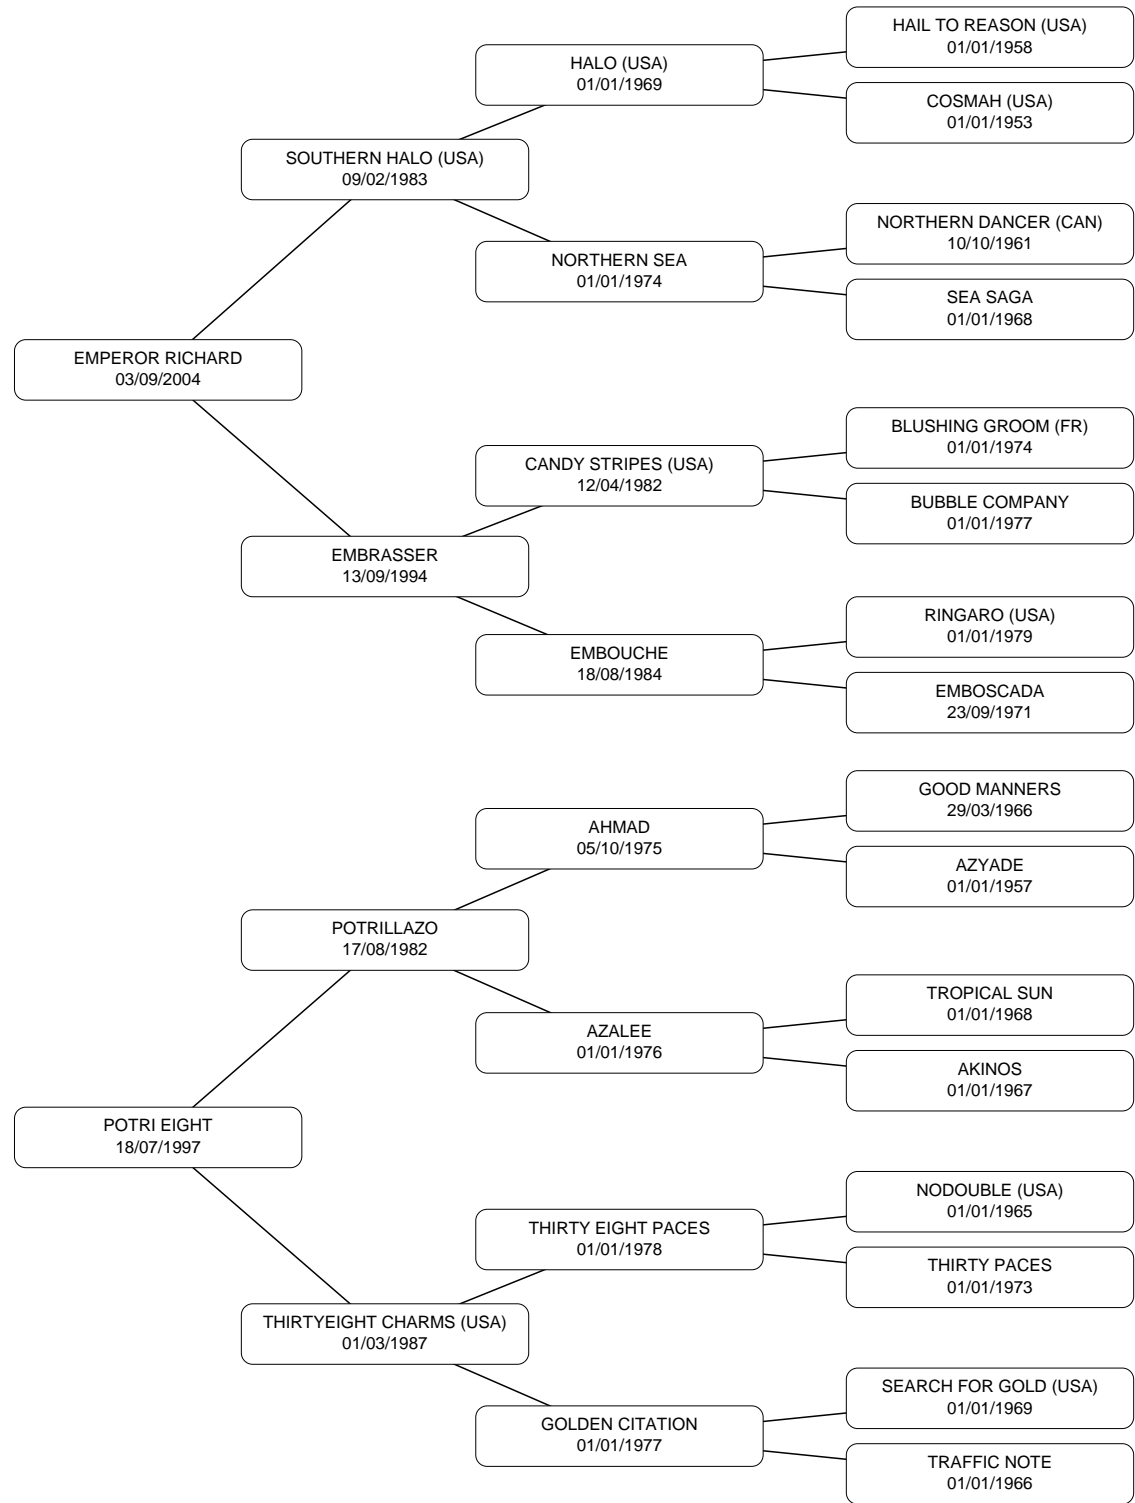 HAIL TO REASON (USA)
01/01/1958
HALO (USA)
01/01/1969
COSMAH (USA)
01/01/1953
SOUTHERN HALO (USA)
09/02/1983
NORTHERN DANCER (CAN)
10/10/1961
NORTHERN SEA
01/01/1974
SEA SAGA
01/01/1968
EMPEROR RICHARD
03/09/2004
BLUSHING GROOM (FR)
01/01/1974
CANDY STRIPES (USA)
12/04/1982
BUBBLE COMPANY
01/01/1977
EMBRASSER
13/09/1994
RINGARO (USA)
01/01/1979
EMBOUCHE
18/08/1984
EMBOSCADA
23/09/1971
GOOD MANNERS
29/03/1966
AHMAD
05/10/1975
AZYADE
01/01/1957
POTRILLAZO
17/08/1982
TROPICAL SUN
01/01/1968
AZALEE
01/01/1976
AKINOS
01/01/1967
POTRI EIGHT
18/07/1997
NODOUBLE (USA)
01/01/1965
THIRTY EIGHT PACES
01/01/1978
THIRTY PACES
01/01/1973
THIRTYEIGHT CHARMS (USA)
01/03/1987
SEARCH FOR GOLD (USA)
01/01/1969
GOLDEN CITATION
01/01/1977
TRAFFIC NOTE
01/01/1966